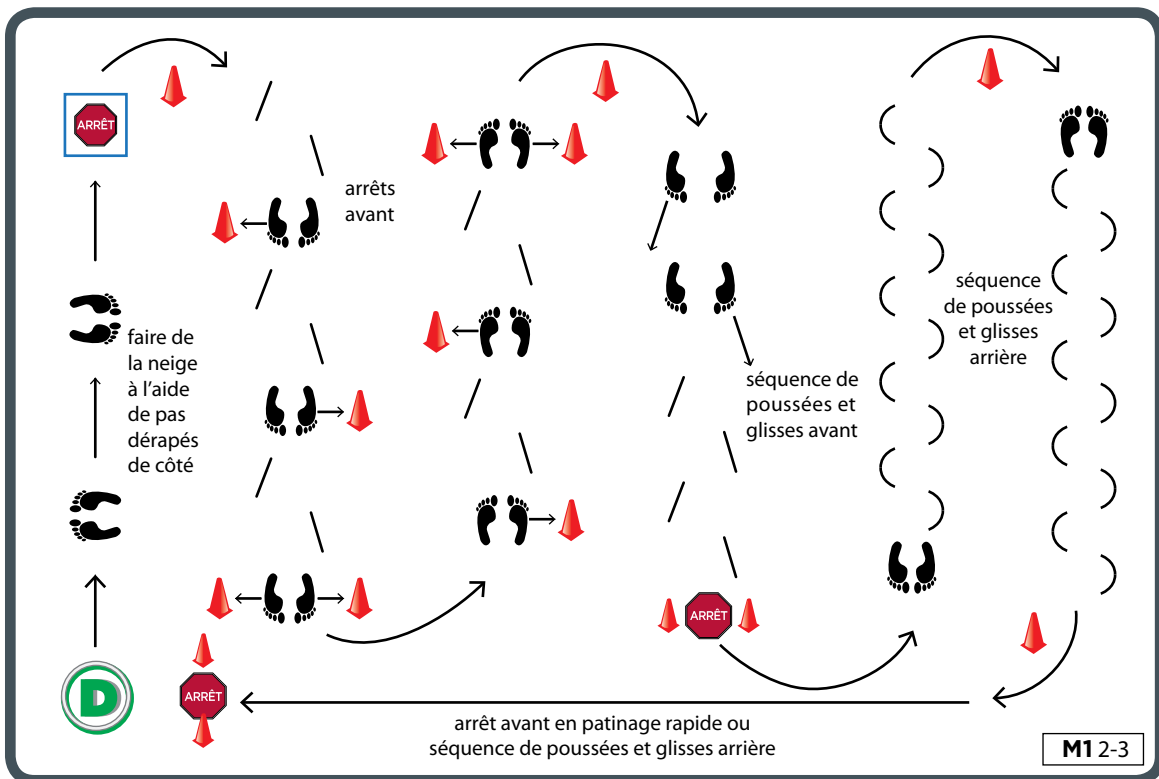 ARRÊT
faire de
la neige
à l'aide
de pas
dérapés
de côté
D
arrêts
avant
séquence de
poussées et
glisses avant
ARRÊT
séquence
de poussées
et glisses
arrière
ARRÊT
arrêt avant en patinage rapide ou
séquence de poussées et glisses arrière
M1 2-3